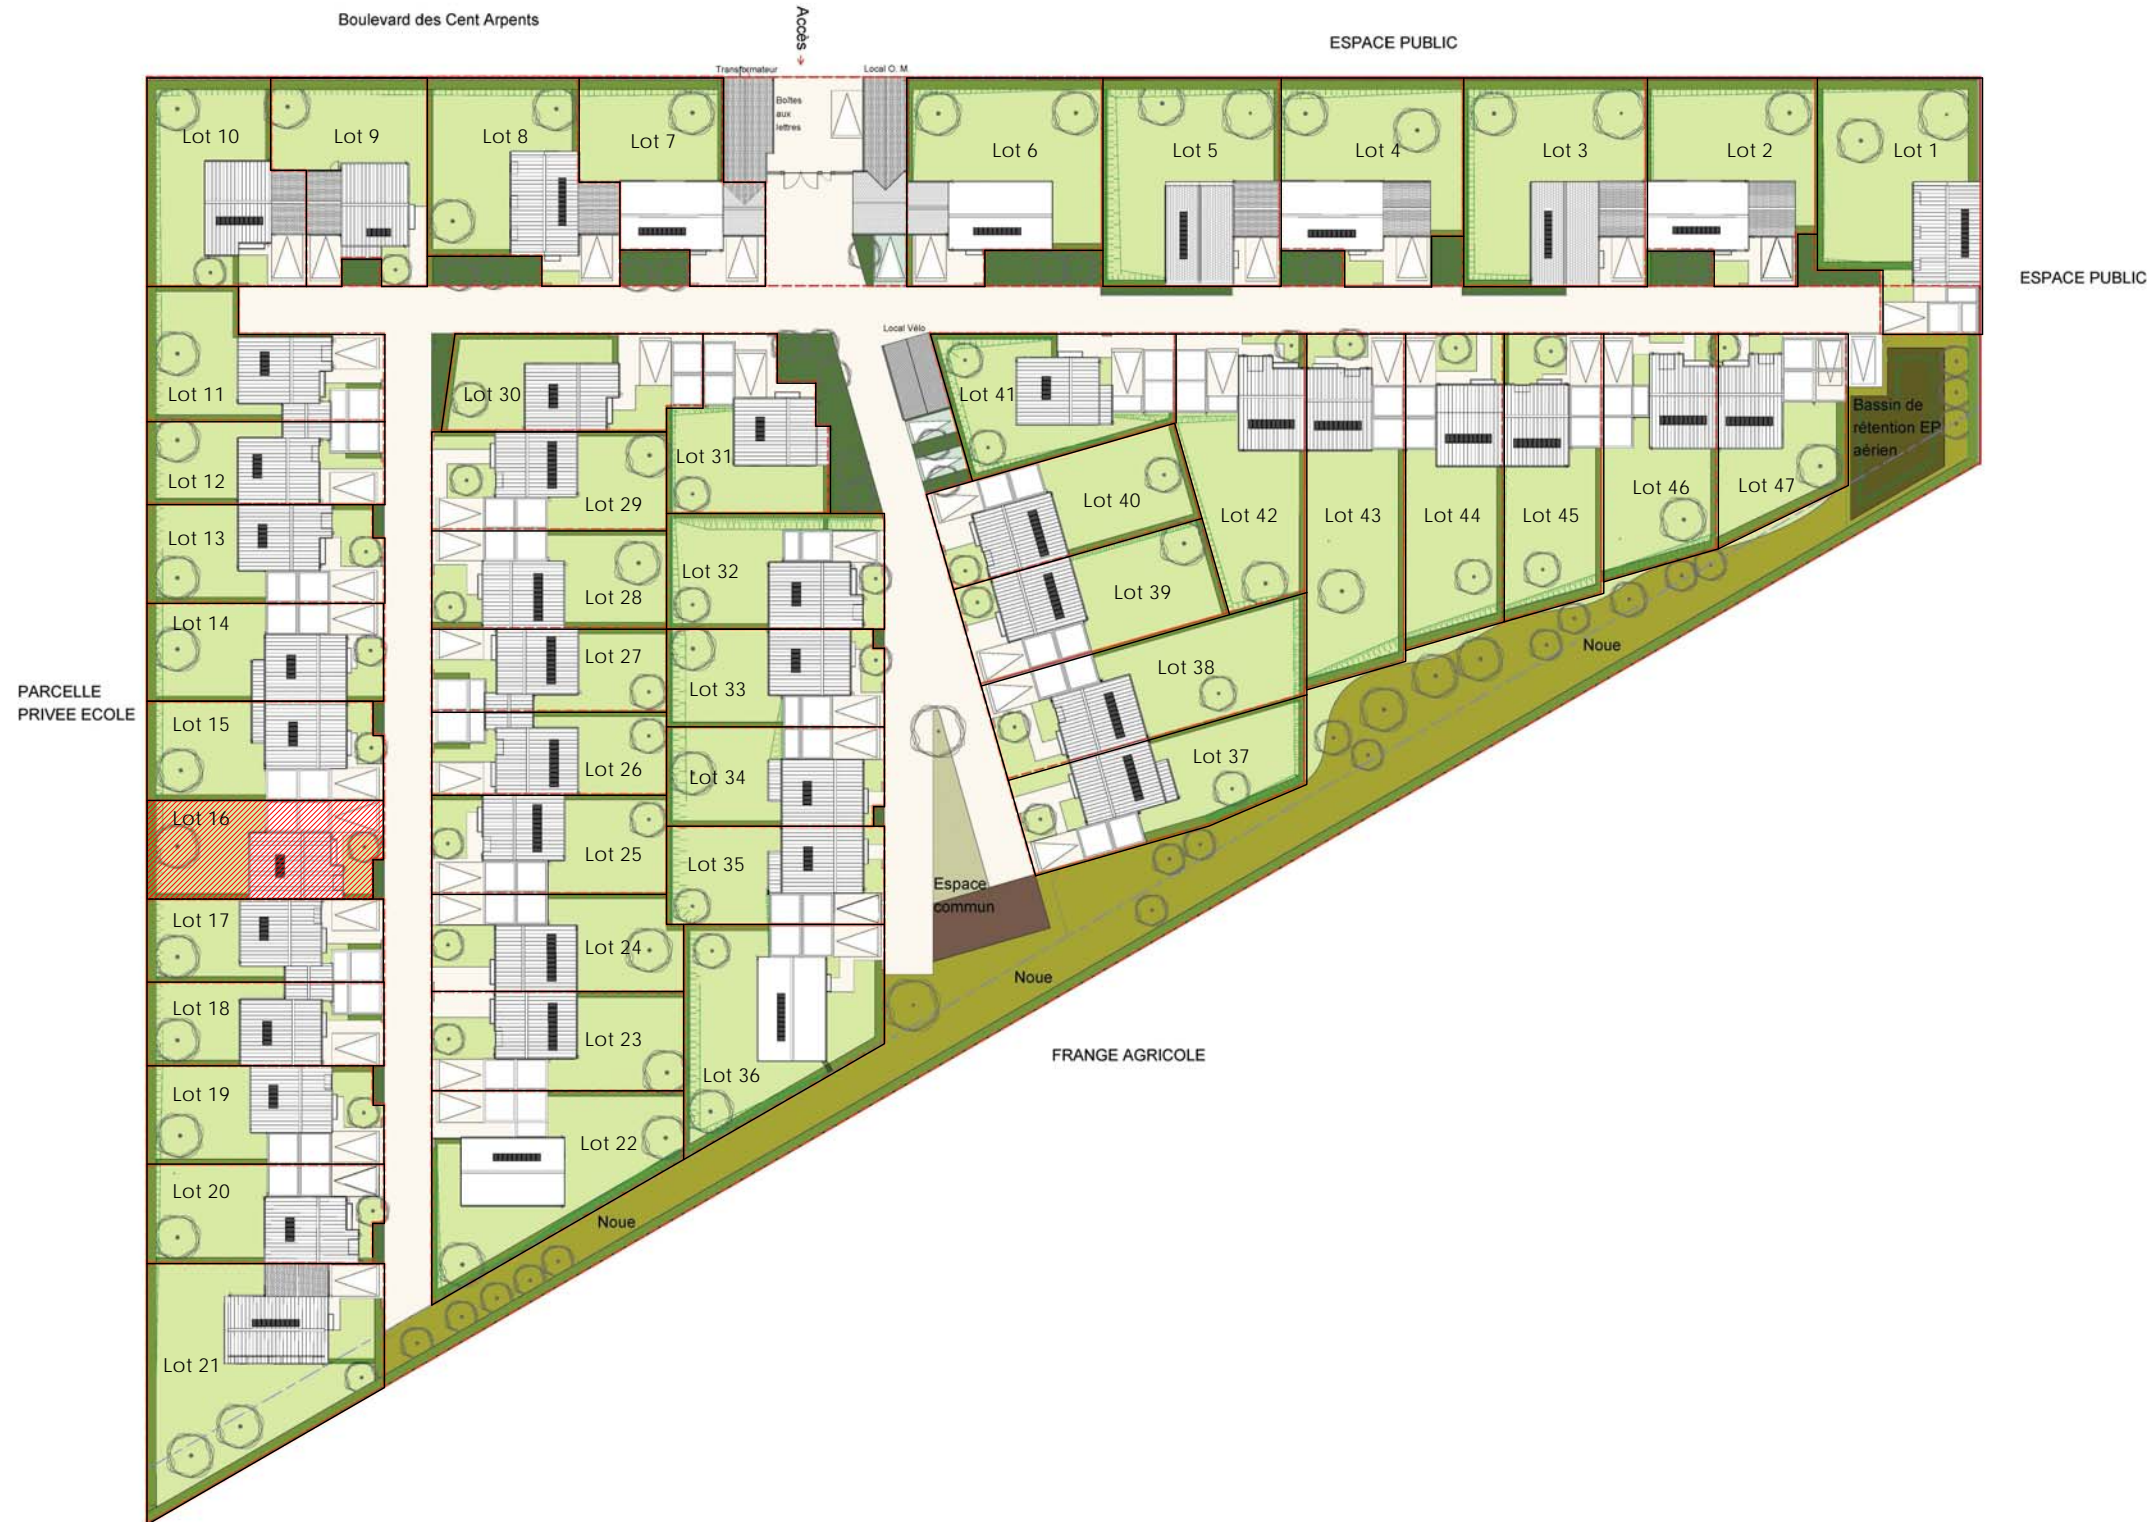 Boulevard des Cent Arpents
Accès
ESPACE PUBLIC
Transformateur
Local O. M
Boîtes
aux
lettres
Lot 10
Lot 9
Lot 8
Lot 7
Lot 6
Lot 5
Lot 4
Lot 3
Lot 2
Lot 1
ESPACE PUBLIC
Local Vélo
Lot 11
Lot 30
Lot 41
Bassin de
rétention EP
aérien
Lot 12
Lot 31
Lot 29
Lot 40
Lot 42
Lot 43
Lot 44
Lot 45
Lot 46
Lot 47
Lot 13
Lot 32
Lot 28
Lot 39
Lot 14
Lot 27
Lot 33
Lot 38
Noue
PARCELLE
PRIVEE ECOLE
Lot 15
Lot 26
Lot 34
Lot 37
Lot 16
Lot 25
Lot 35
Espace
commun
Lot 17
Lot 24
Noue
Lot 18
Lot 23
Lot 36
FRANGE AGRICOLE
Lot 19
Lot 22
Lot 20
Noue
Lot 21